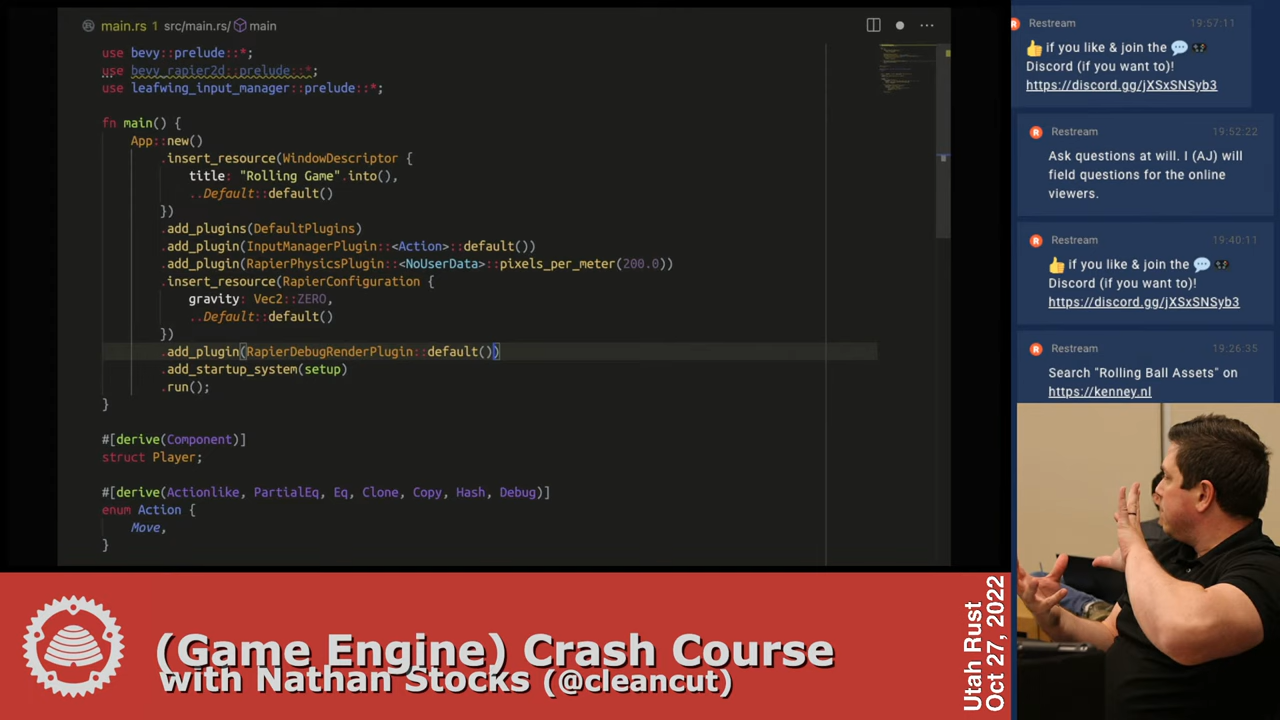 main.rs 1 src/main.rs/ main
use bevy::prelude::*;
use bevy_rapier2d::prelude::*;
use leafwing_input_manager::prelude::*;
fn main() {
App::new()
.insert_resource(WindowDescriptor {
title: "Rolling Game".into(),
..Default::default()
})
.add_plugins(DefaultPlugins)
.add_plugin(InputManagerPlugin::<Action>::default())
.add_plugin(RapierPhysicsPlugin::<NoUserData>::pixels_per_meter(200.0))
.insert_resource(RapierConfiguration {
gravity: Vec2::ZERO,
..Default::default()
})
.add_plugin(RapierDebugRenderPlugin::default())
.add_startup_system(setup)
.run();
}
#[derive(Component)]
struct Player;
#[derive(Actionlike, PartialEq, Eq, Clone, Copy, Hash, Debug)]
enum Action {
Move,
}
Restream 19:57:11
👍 if you like & join the 💬
Discord (if you want to)!
https://discord.gg/jXSxSNSyb3
Restream 19:52:22
Ask questions at will. I (AJ) will
field questions for the online
viewers.
Restream 19:40:11
👍 if you like & join the 💬
Discord (if you want to)!
https://discord.gg/jXSxSNSyb3
Restream 19:26:35
Search "Rolling Ball Assets" on
https://kenney.nl
(Game Engine) Crash Course
with Nathan Stocks (@cleancut)
Utah Rust
Oct 27, 2022